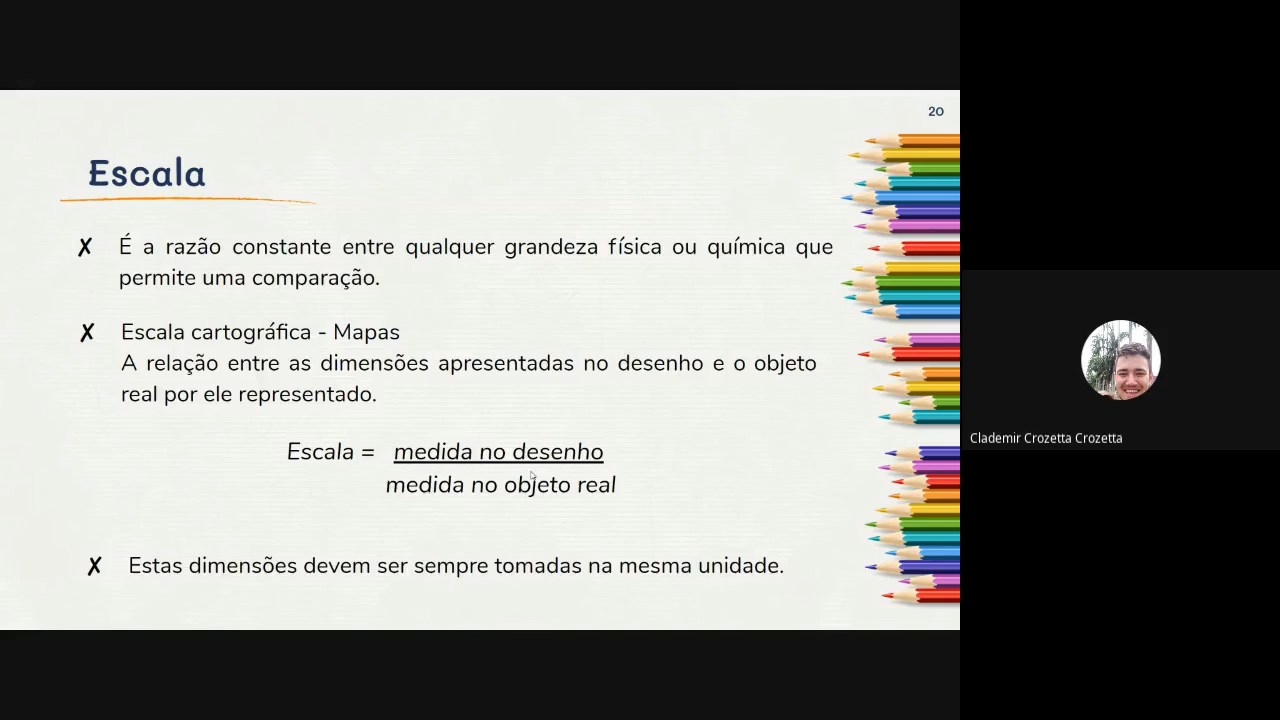 20
Escala
✗ É a razão constante entre qualquer grandeza física ou química que
permite uma comparação.
✗ Escala cartográfica - Mapas
A relação entre as dimensões apresentadas no desenho e o objeto
real por ele representado.
Escala = medida no desenho
medida no objeto real
✗ Estas dimensões devem ser sempre tomadas na mesma unidade.
Clademir Crozetta Crozetta